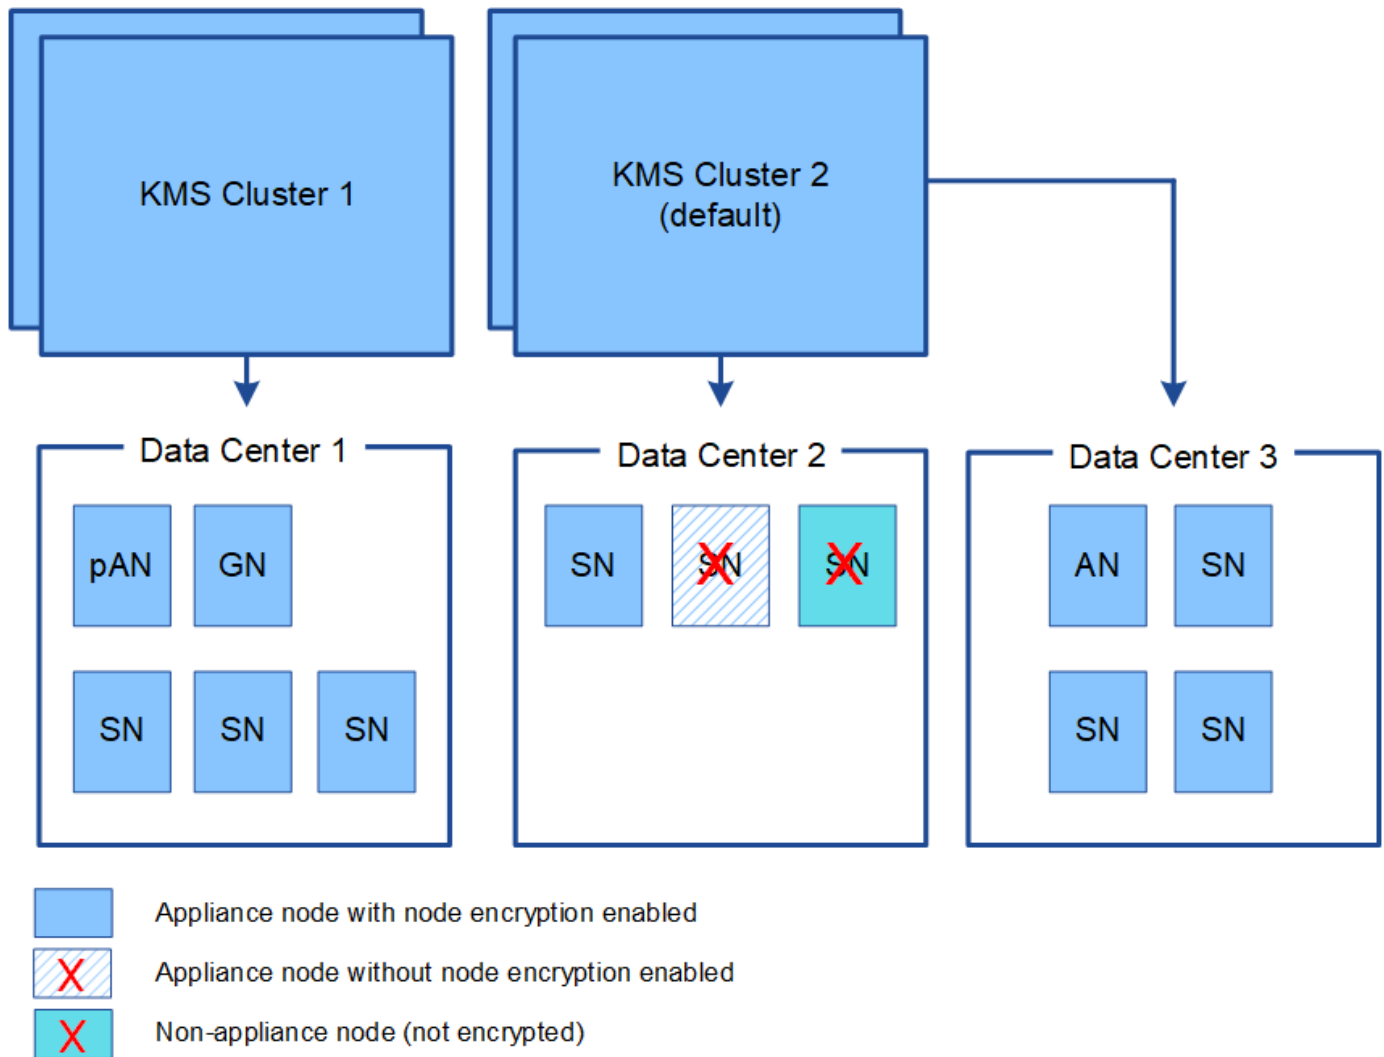 KMS Cluster 1
KMS Cluster 2
(default)
Data Center 1
Data Center 2
Data Center 3
pAN
GN
SN
SN
SN
SN
SN
SN
AN
SN
SN
SN
Appliance node with node encryption enabled
X
Appliance node without node encryption enabled
X
Non-appliance node (not encrypted)